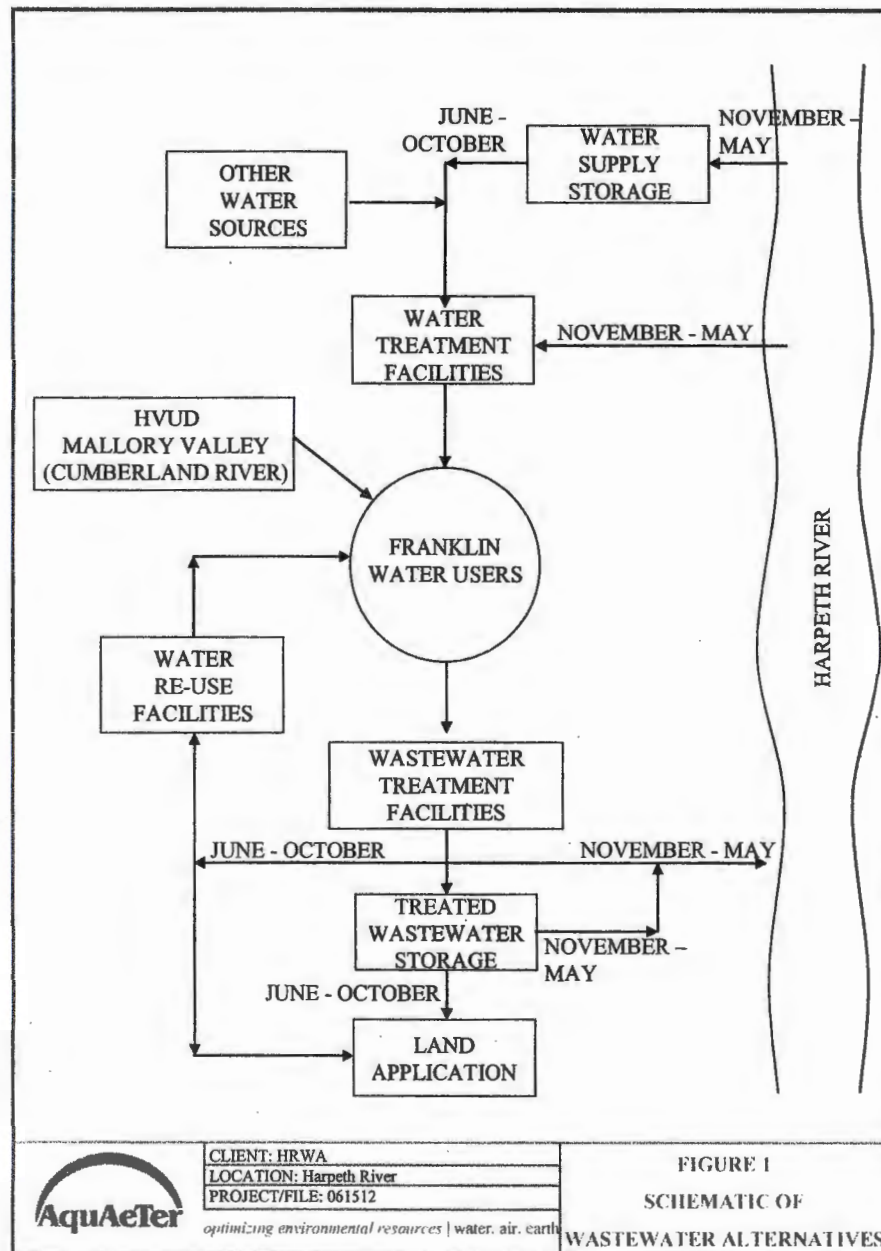 JUNE -
OCTOBER
NOVEMBER -
MAY
WATER
SUPPLY
STORAGE
OTHER
WATER
SOURCES
WATER
TREATMENT
FACILITIES
NOVEMBER - MAY
HVUD
MALLORY VALLEY
(CUMBERLAND RIVER)
FRANKLIN
WATER USERS
HARPETH RIVER
WATER
RE-USE
FACILITIES
WASTEWATER
TREATMENT
FACILITIES
JUNE - OCTOBER
NOVEMBER - MAY
TREATED
WASTEWATER
STORAGE
NOVEMBER –
MAY
JUNE - OCTOBER
LAND
APPLICATION
AquAeTer
CLIENT: HRWA
LOCATION: Harpeth River
PROJECT/FILE: 061512
optimizing environmental resources | water. air. earth
FIGURE 1
SCHEMATIC OF
WASTEWATER ALTERNATIVES